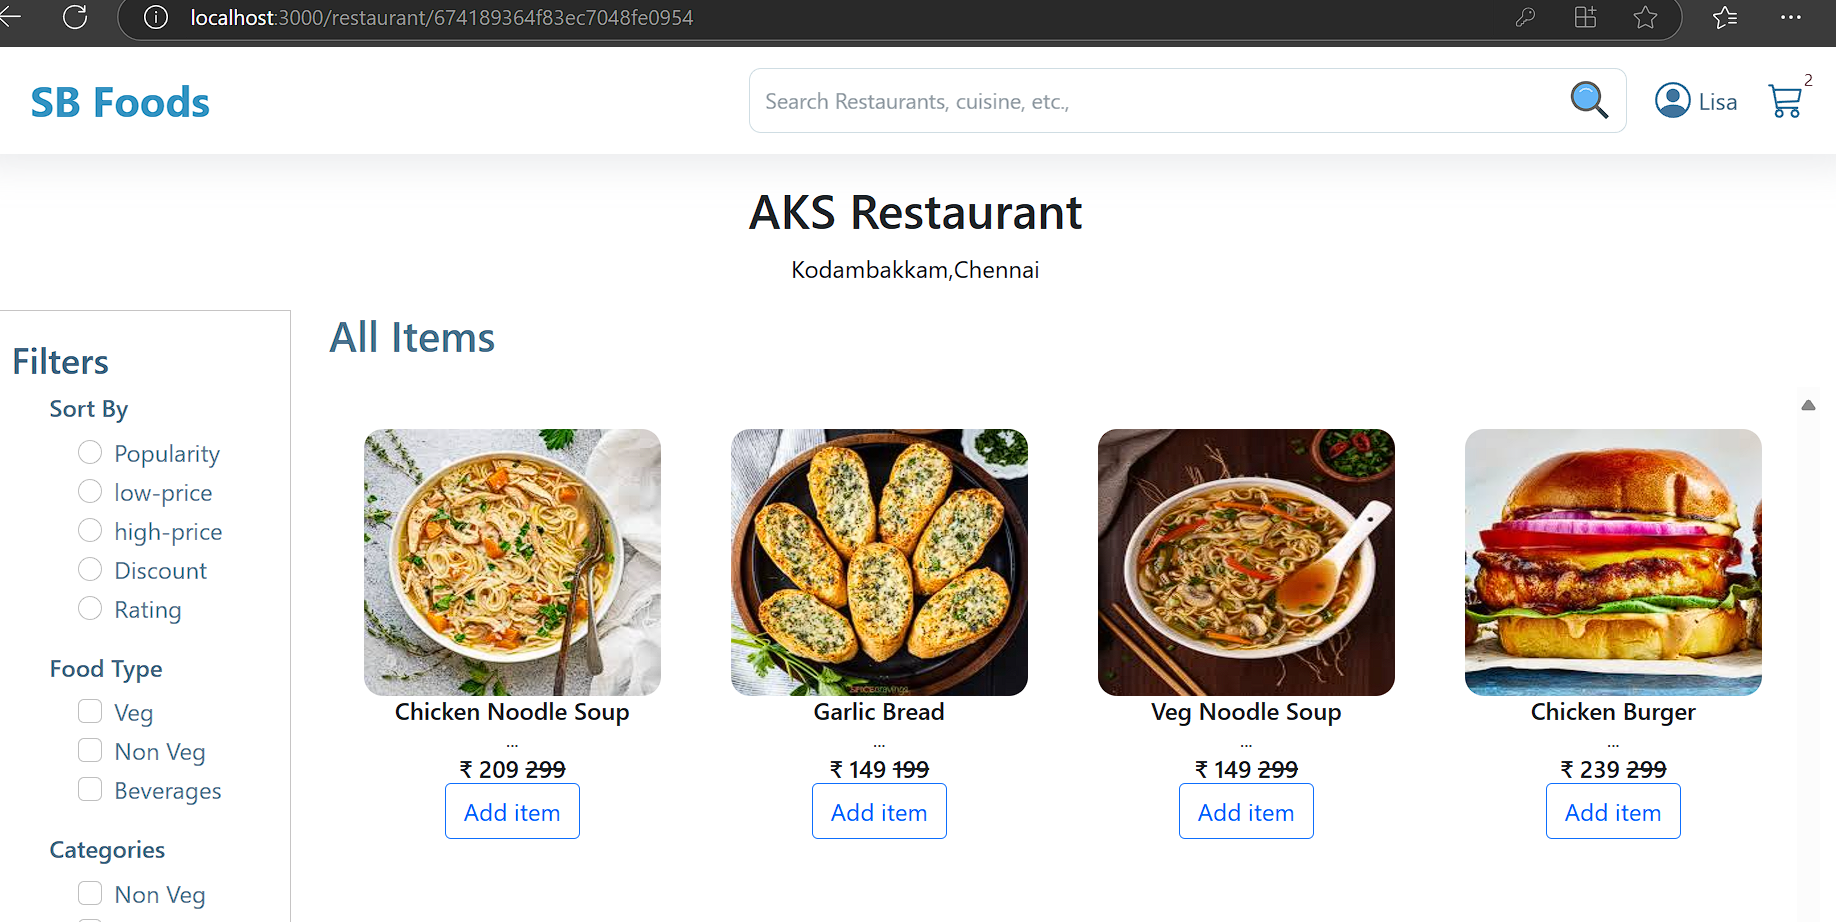 localhost:3000/restaurant/674189364f83ec7048fe0954
SB Foods
Search Restaurants, cuisine, etc.,
Lisa
2
AKS Restaurant
Kodambakkam,Chennai
Filters
Sort By
Popularity
low-price
high-price
Discount
Rating
Food Type
Veg
Non Veg
Beverages
Categories
Non Veg
All Items
Chicken Noodle Soup
...
₹ 209 299
Add item
Garlic Bread
...
₹ 149 199
Add item
Veg Noodle Soup
...
₹ 149 299
Add item
Chicken Burger
...
₹ 239 299
Add item